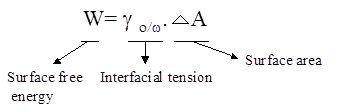 W= γ o/ω. △A
Surface free energy
Interfacial tension
Surface area